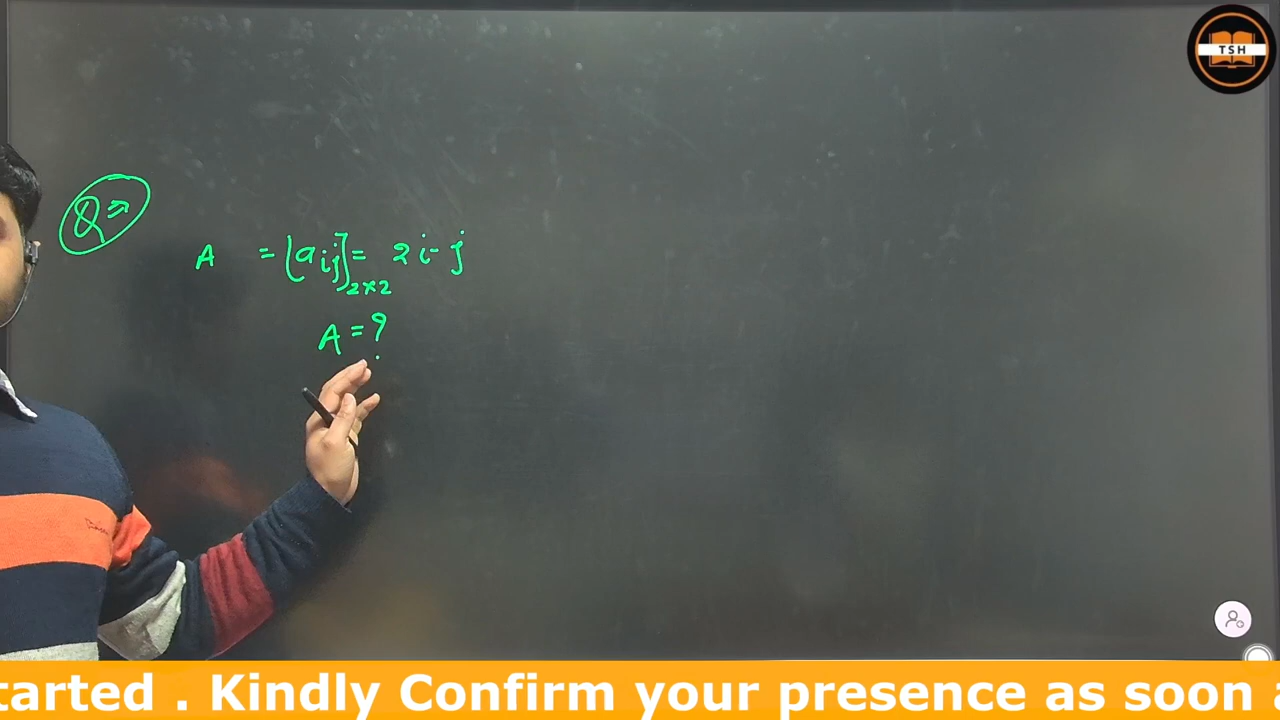 TSH
Q ⇒
A = [aij]2×2 = 2i - j
A = ?
tarted . Kindly Confirm your presence as soon a